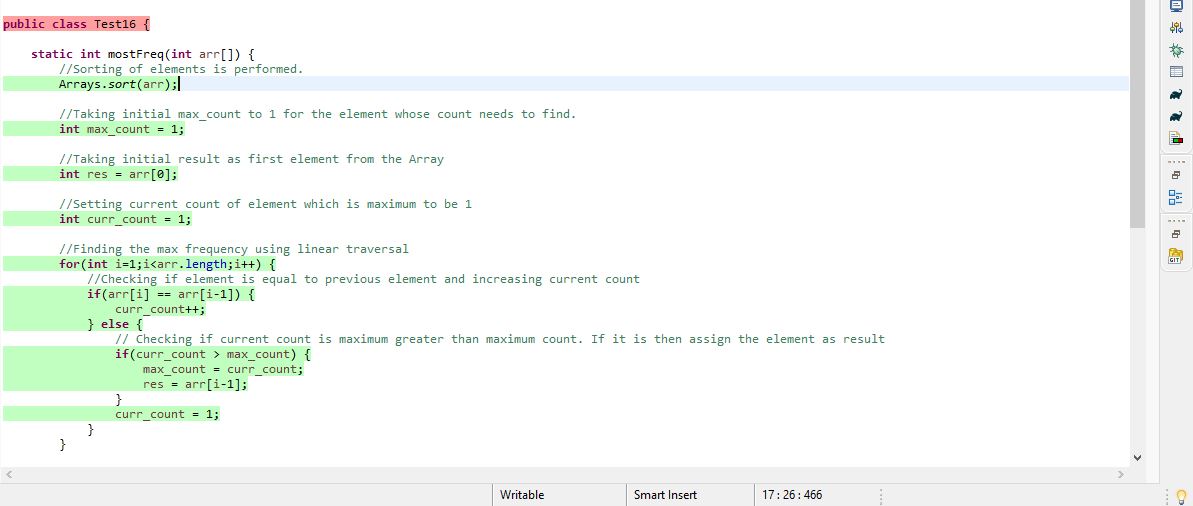 public class Test16 {
static int mostFreq(int arr[]) {
//Sorting of elements is performed.
Arrays.sort(arr);
//Taking initial max_count to 1 for the element whose count needs to find.
int max_count = 1;
//Taking initial result as first element from the Array
int res = arr[0];
//Setting current count of element which is maximum to be 1
int curr_count = 1;
//Finding the max frequency using linear traversal
for(int i=1;i<arr.length;i++) {
//Checking if element is equal to previous element and increasing current count
if(arr[i] == arr[i-1]) {
curr_count++;
} else {
// Checking if current count is maximum greater than maximum count. If it is then assign the element as result
if(curr_count > max_count) {
max_count = curr_count;
res = arr[i-1];
}
curr_count = 1;
}
}
GIT
Writable Smart Insert 17 : 26 : 466